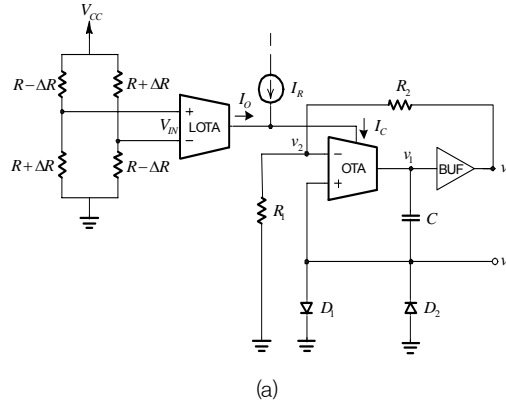 V_CC
R−ΔR
R+ΔR
R+ΔR
R−ΔR
V_IN
+
−
LOTA
I_O
I_R
I_C
R_2
v_2
−
+
OTA
v_1
BUF
v
R_1
C
v
D_1
D_2
(a)